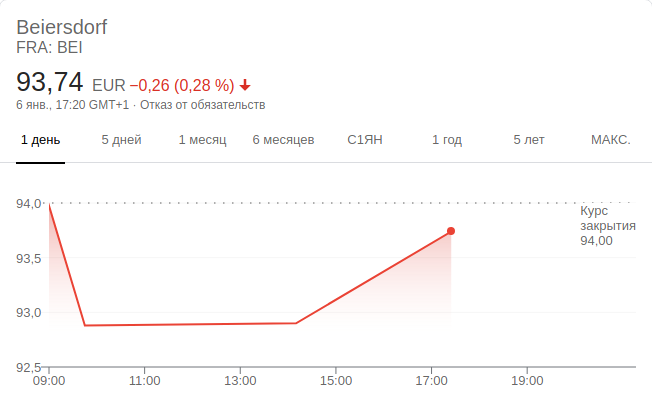 Beiersdorf
FRA: BEI
93,74 EUR −0,26 (0,28 %)
6 янв., 17:20 GMT+1 · Отказ от обязательств
1 день 5 дней 1 месяц 6 месяцев С1ЯН 1 год 5 лет МАКС.
94,0
Курс
закрытия
94,00
93,5
93,0
92,5
09:00 11:00 13:00 15:00 17:00 19:00